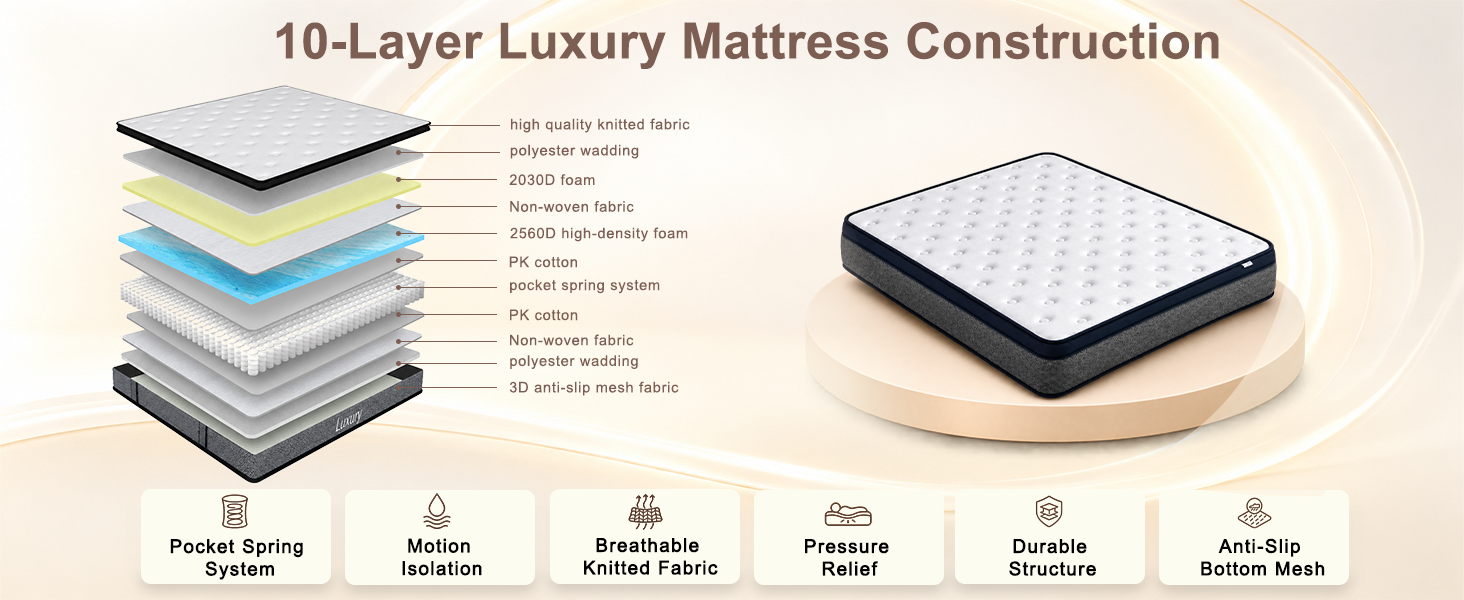 10-Layer Luxury Mattress Construction
high quality knitted fabric
polyester wadding
2030D foam
Non-woven fabric
2560D high-density foam
PK cotton
pocket spring system
PK cotton
Non-woven fabric
polyester wadding
3D anti-slip mesh fabric
Luxury
Pocket Spring
System
Motion
Isolation
Breathable
Knitted Fabric
Pressure
Relief
Durable
Structure
Anti-Slip
Bottom Mesh